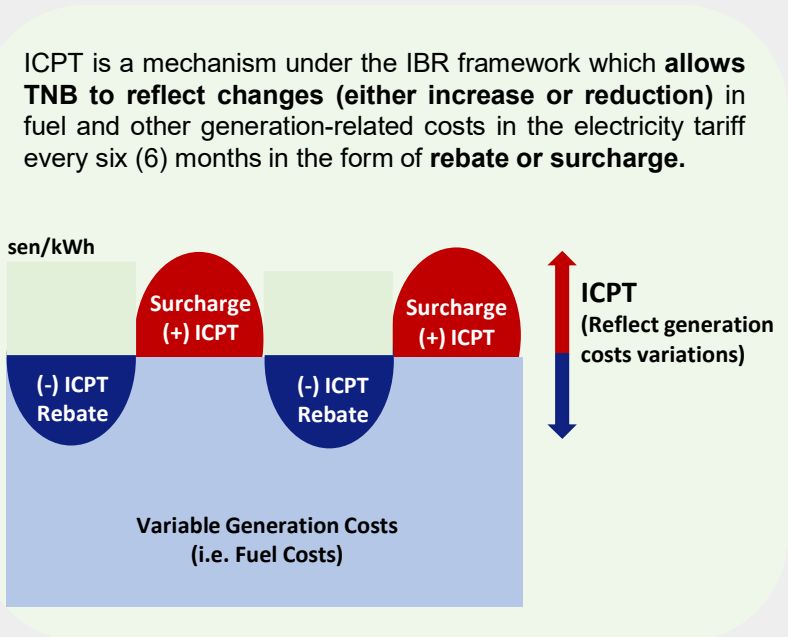 ICPT is a mechanism under the IBR framework which allows
TNB to reflect changes (either increase or reduction) in
fuel and other generation-related costs in the electricity tariff
every six (6) months in the form of rebate or surcharge.
sen/kWh
Surcharge
(+) ICPT
Surcharge
(+) ICPT
ICPT
(Reflect generation
costs variations)
(-) ICPT
Rebate
(-) ICPT
Rebate
Variable Generation Costs
(i.e. Fuel Costs)